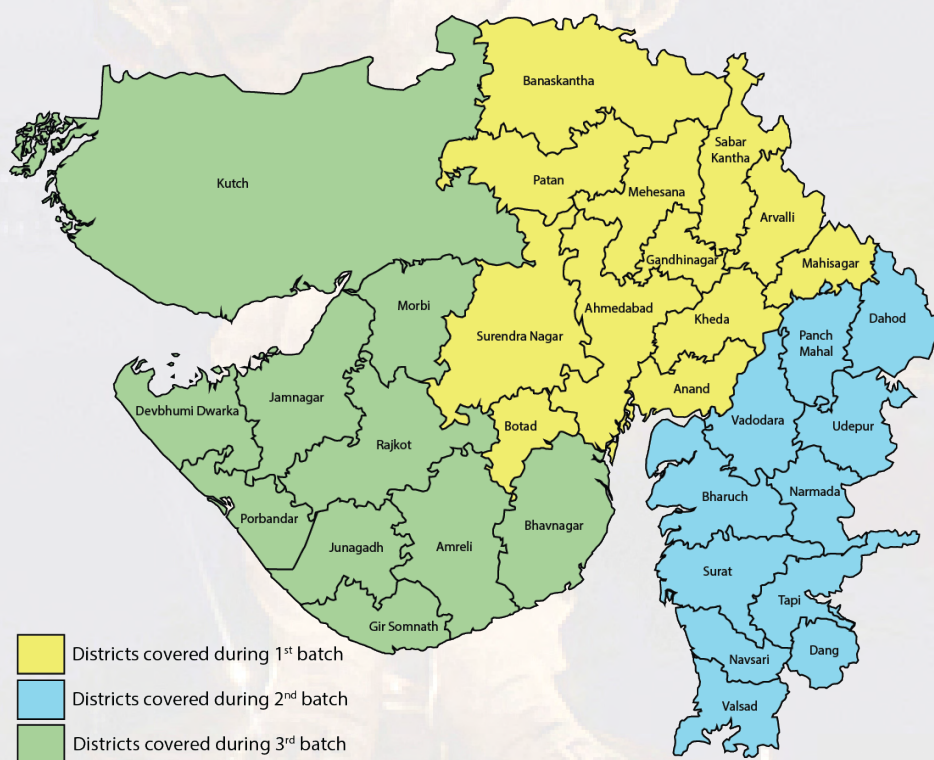 Banaskantha
Sabar
Kantha
Patan
Kutch
Mehesana
Arvalli
Gandhinagar
Mahisagar
Morbi
Ahmedabad
Kheda
Dahod
Surendra Nagar
Panch
Mahal
Anand
Jamnagar
Devbhumi Dwarka
Vadodara
Botad
Udepur
Rajkot
Narmada
Bharuch
Porbandar
Bhavnagar
Junagadh
Amreli
Surat
Tapi
Gir Somnath
Dang
Navsari
Valsad
Districts covered during 1st batch
Districts covered during 2nd batch
Districts covered during 3rd batch